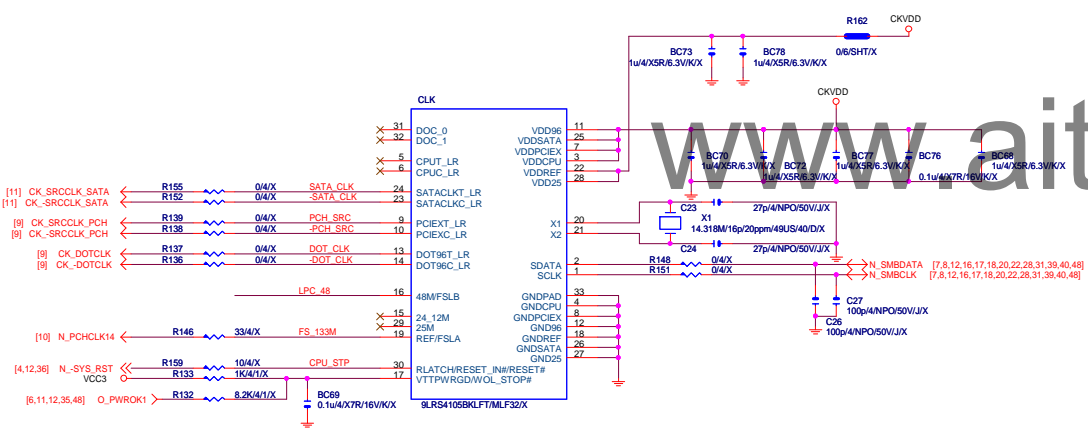 R162
CKVDD
0/6/SHT/X
BC73
1u/4/X5R/6.3V/K/X
BC78
1u/4/X5R/6.3V/K/X
CKVDD
www.ait
BC70
1u/4/X5R/6.3V/K/X
BC72
1u/4/X5R/6.3V/K/X
BC77
1u/4/X5R/6.3V/K/X
BC76
0.1u/4/X7R/16V/K/X
BC68
1u/4/X5R/6.3V/K/X
CLK
31 DOC_0
32 DOC_1
5 CPUT_LR
6 CPUC_LR
[11] CK_SRCCLK_SATA R155 0/4/X SATA_CLK 24 SATACLKT_LR
[11] CK_-SRCCLK_SATA R152 0/4/X -SATA_CLK 23 SATACLKC_LR
[9] CK_SRCCLK_PCH R139 0/4/X PCH_SRC 9 PCIEXT_LR
[9] CK_-SRCCLK_PCH R138 0/4/X -PCH_SRC 10 PCIEXC_LR
[9] CK_DOTCLK R137 0/4/X DOT_CLK 13 DOT96T_LR
[9] CK_-DOTCLK R136 0/4/X -DOT_CLK 14 DOT96C_LR
LPC_48 16 48M/FSLB
15 24_12M
29 25M
[10] N_PCHCLK14 R146 33/4/X FS_133M 19 REF/FSLA
[4,12,36] N_-SYS_RST R159 10/4/X CPU_STP 30 RLATCH/RESET_IN#/RESET#
VCC3 R133 1K/4/1/X 17 VTTPWRGD/WOL_STOP#
[6,11,12,35,48] O_PWROK1 R132 8.2K/4/1/X
BC69
0.1u/4/X7R/16V/K/X
9LRS4105BKLFT/MLF32/X
VDD96 11
VDDSATA 25
VDDPCIEX 7
VDDCPU 3
VDDREF 22
VDD25 28
X1 20
X2 21
C23
27p/4/NPO/50V/J/X
X1
14.318M/16p/20ppm/49US/40/D/X
C24
27p/4/NPO/50V/J/X
SDATA 2 R148 0/4/X N_SMBDATA [7,8,12,16,17,18,20,22,28,31,39,40,48]
SCLK 1 R151 0/4/X N_SMBCLK [7,8,12,16,17,18,20,22,28,31,39,40,48]
C27
100p/4/NPO/50V/J/X
C26
100p/4/NPO/50V/J/X
GNDPAD 33
GNDCPU 4
GNDPCIEX 8
GND96 12
GNDREF 18
GNDSATA 26
GND25 27